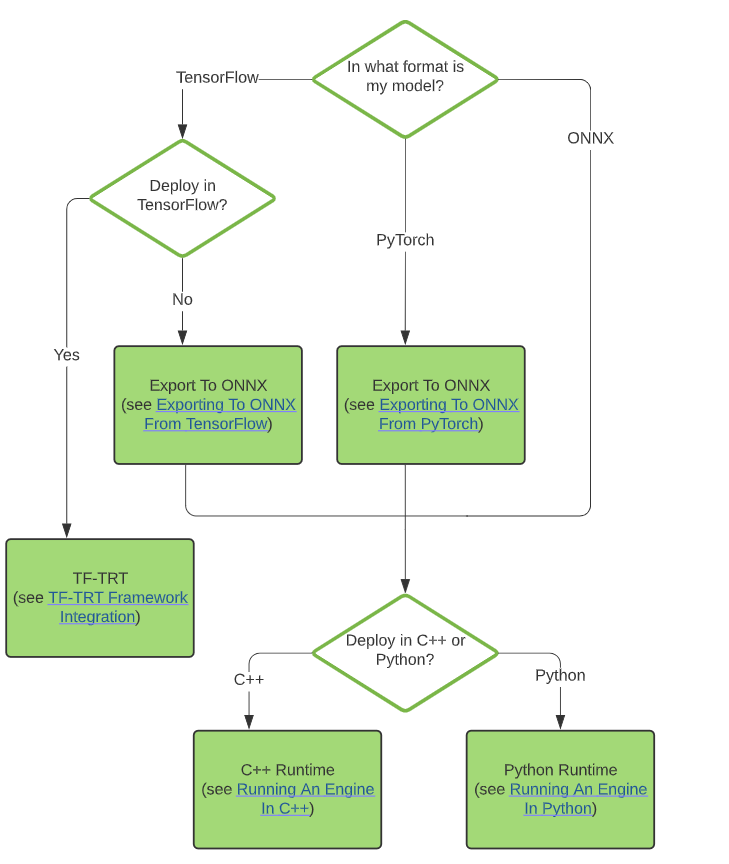 In what format is
my model?
TensorFlow
ONNX
Deploy in
TensorFlow?
PyTorch
No
Yes
Export To ONNX
(see Exporting To ONNX
From TensorFlow)
Export To ONNX
(see Exporting To ONNX
From PyTorch)
TF-TRT
(see TF-TRT Framework
Integration)
Deploy in C++ or
Python?
C++
Python
C++ Runtime
(see Running An Engine
In C++)
Python Runtime
(see Running An Engine
In Python)